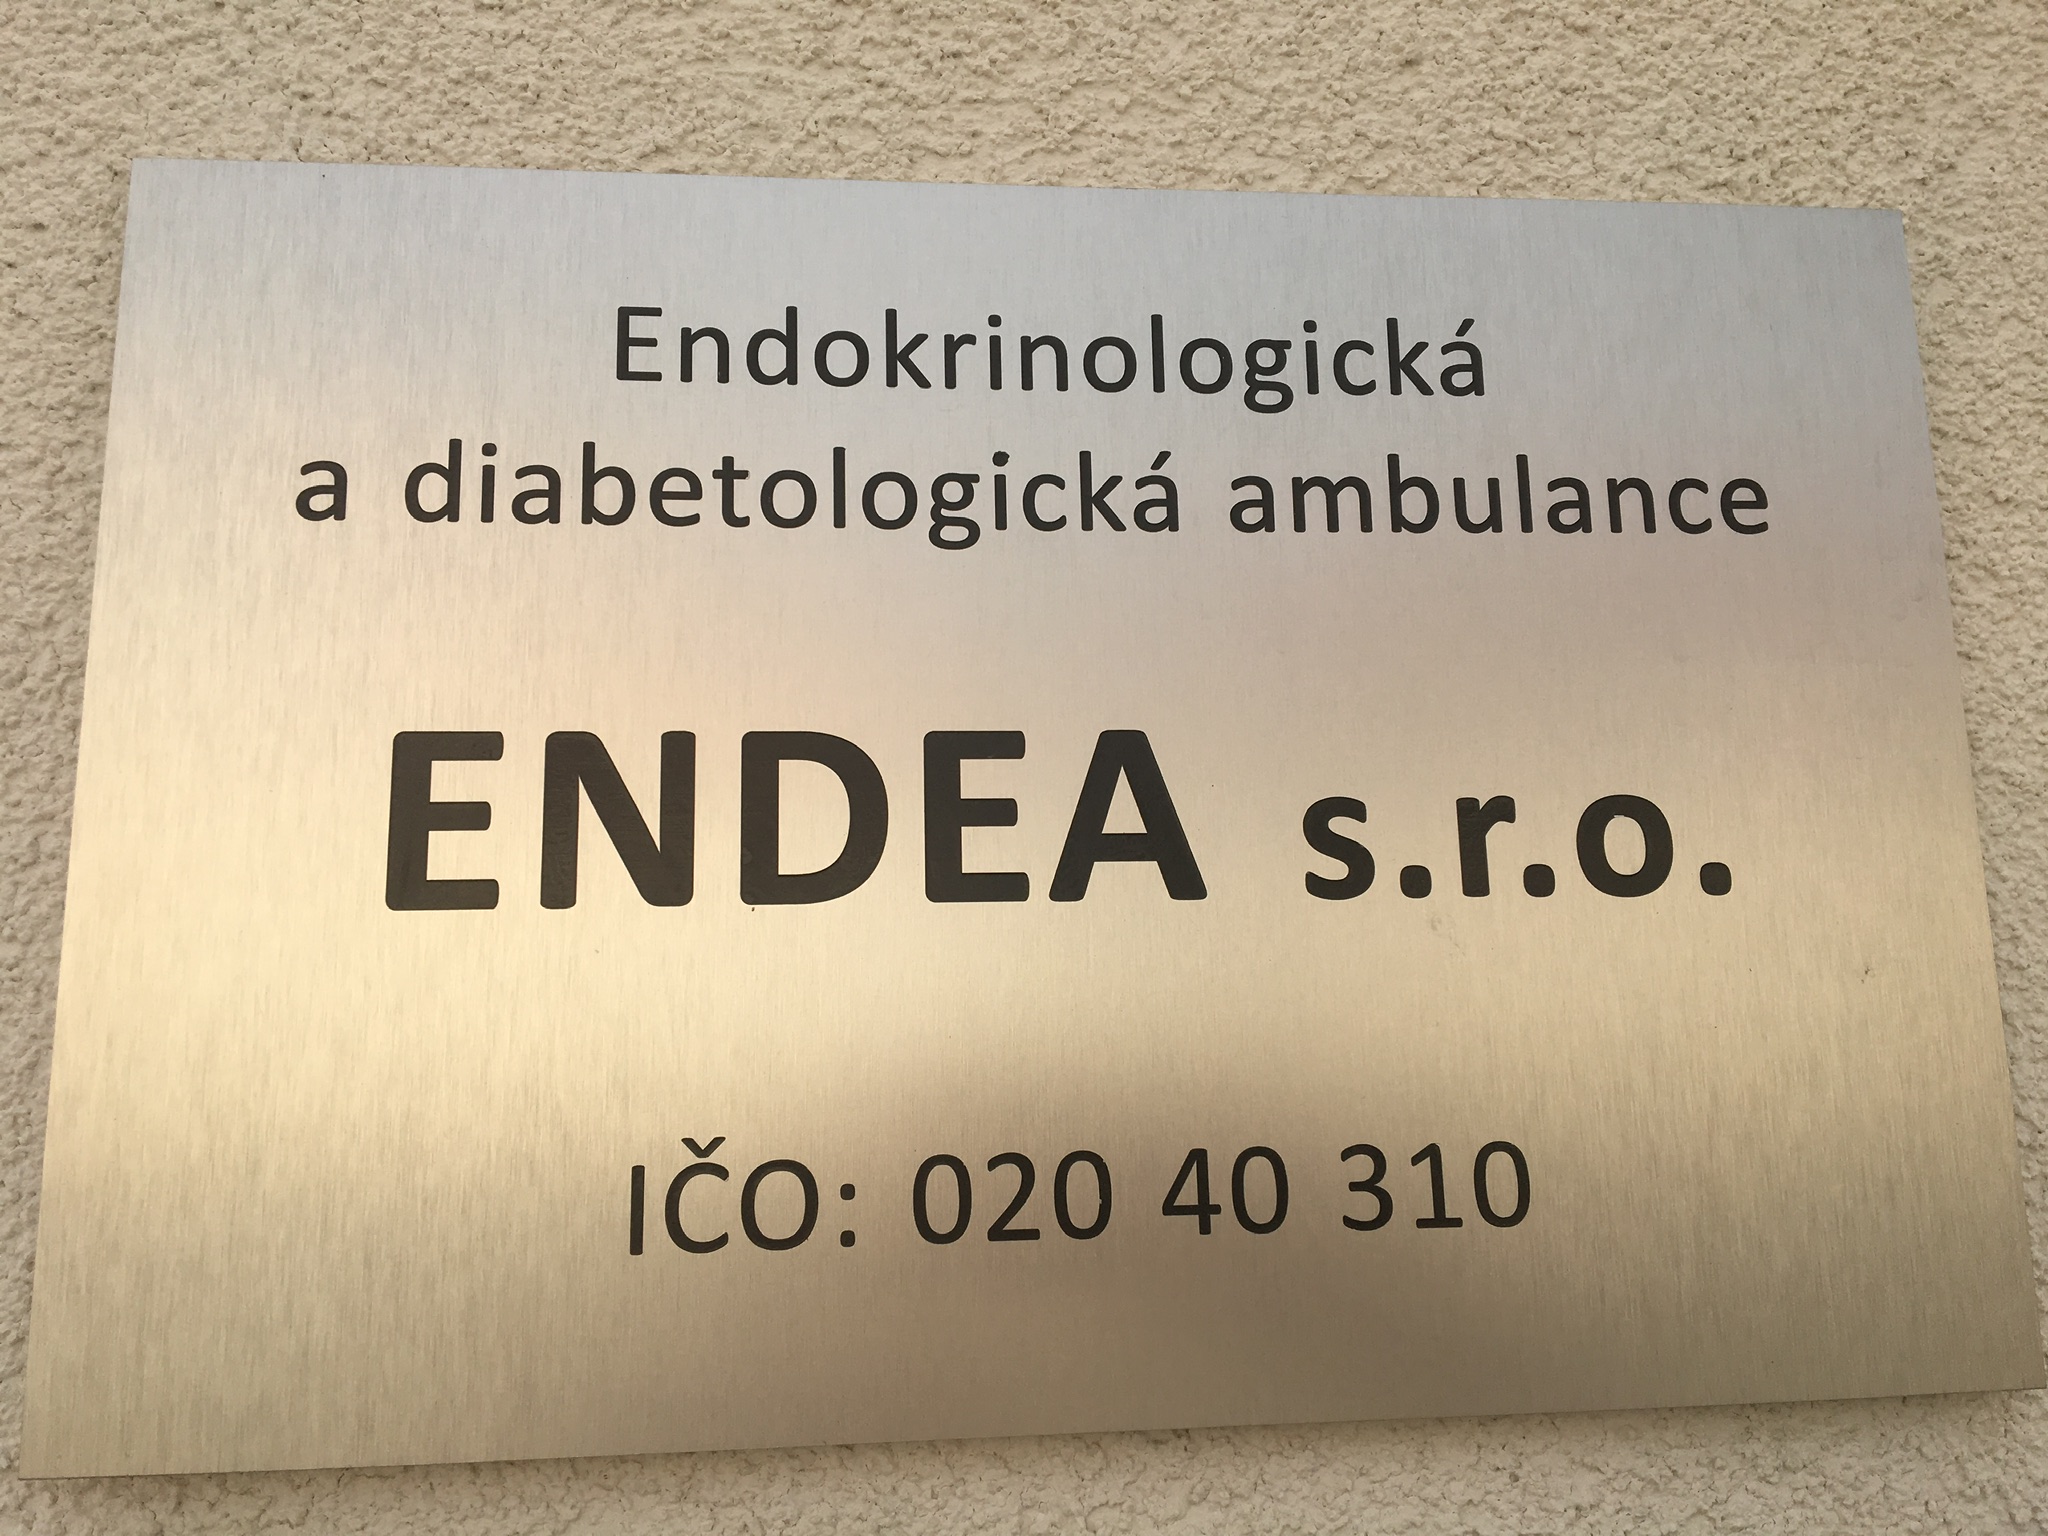 Endokrinologická
a diabetologická ambulance
ENDEA s.r.o.
IČO: 020 40 310